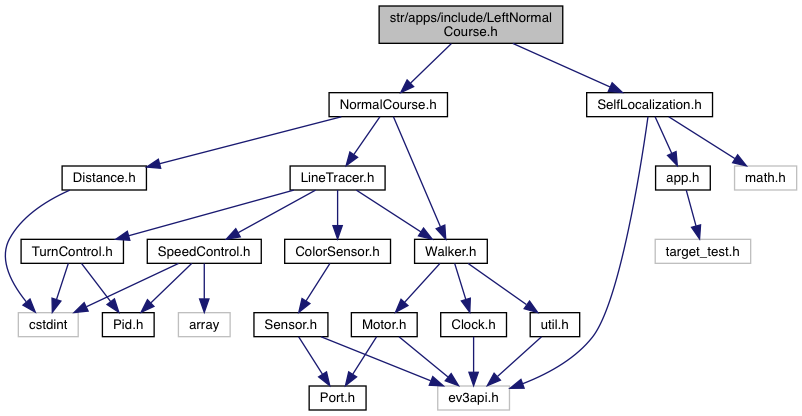 str/apps/include/LeftNormal
Course.h
NormalCourse.h
SelfLocalization.h
Distance.h
LineTracer.h
app.h
math.h
TurnControl.h
SpeedControl.h
ColorSensor.h
Walker.h
target_test.h
cstdint
Pid.h
array
Sensor.h
Motor.h
Clock.h
util.h
Port.h
ev3api.h